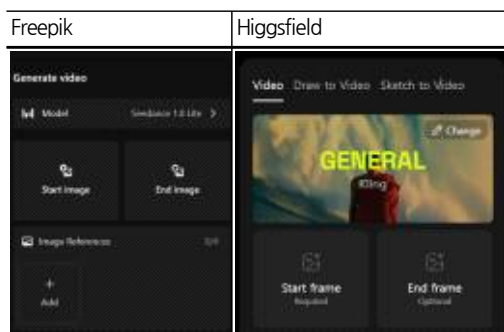 Freepik
Higgsfield
Generate video
Model
Seedance 1.0 Lite
Start image
End image
Image References
Add
Video
Draw to Video
Sketch to Video
Change
GENERAL
Kling
Start frame
Required
End frame
Optional